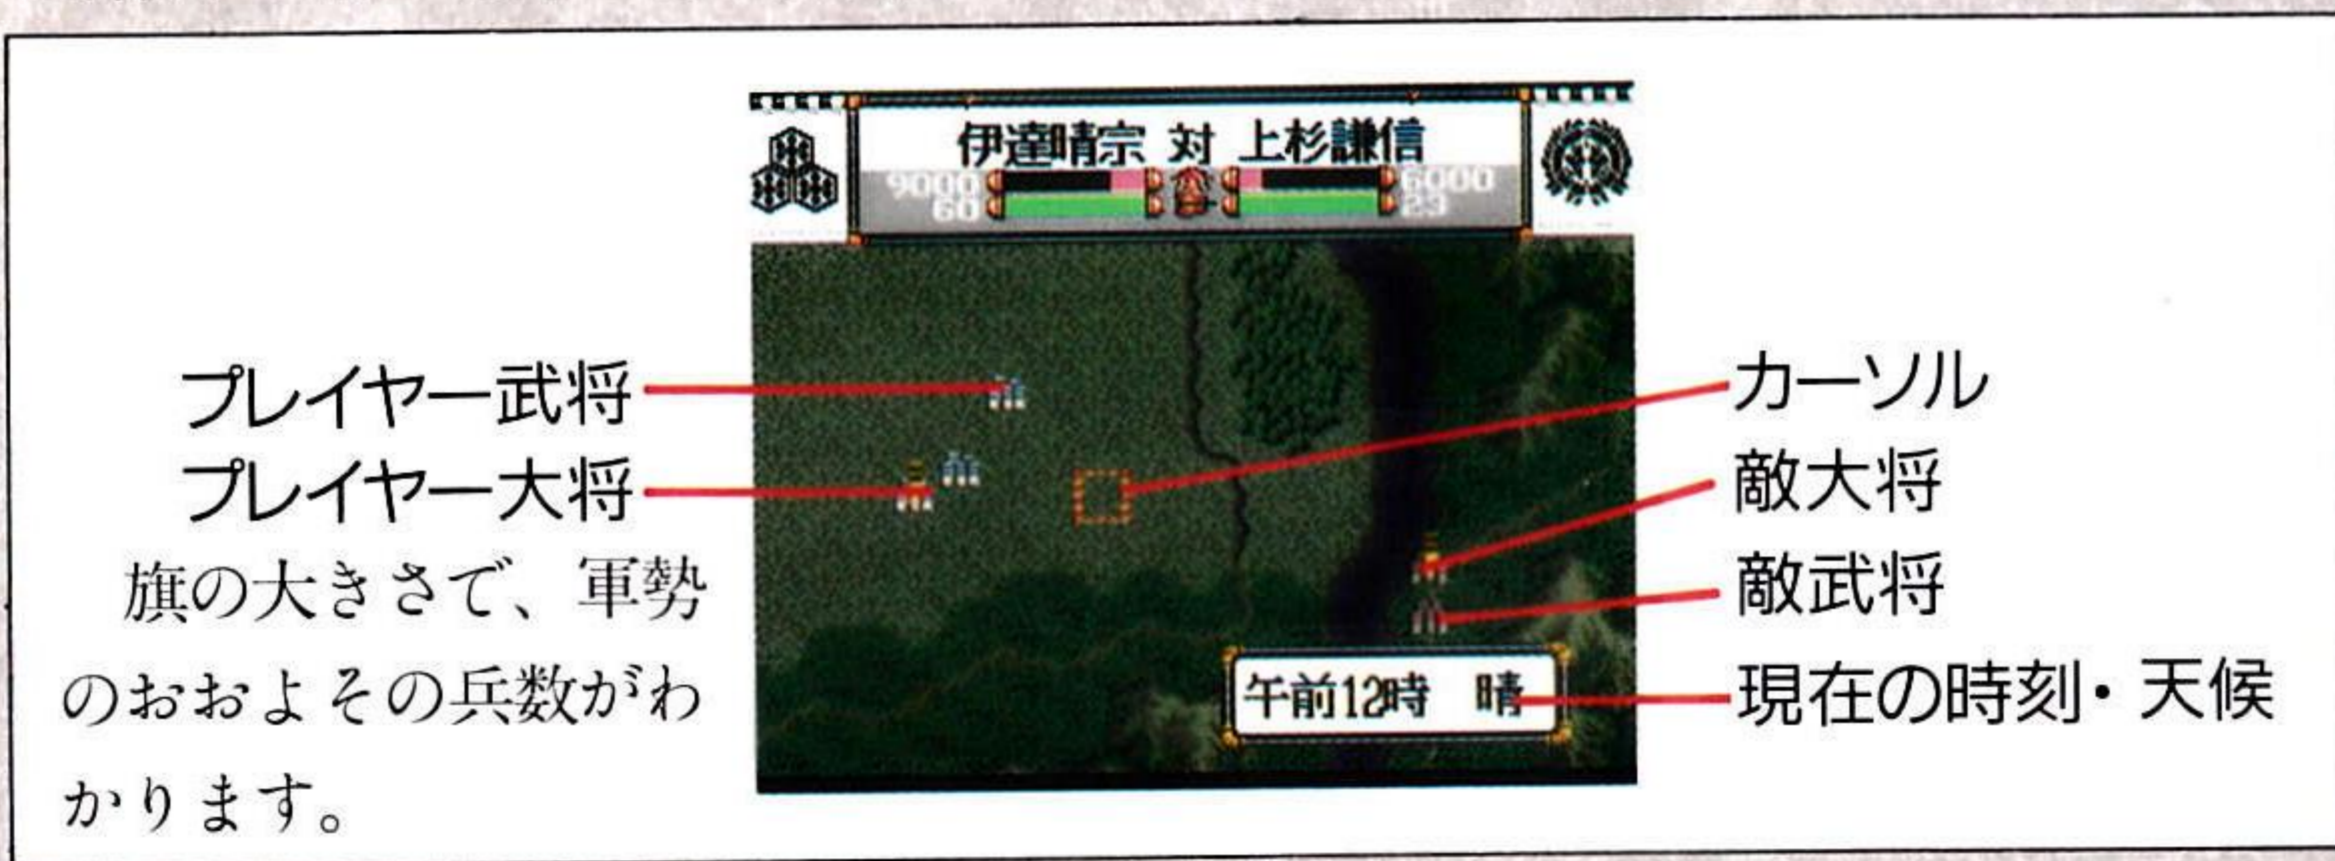 伊達晴宗 対 上杉謙信
9000 6000
60 23
プレイヤー武将
プレイヤー大将
旗の大きさで、軍勢
のおおよその兵数がわ
かります。
カーソル
敵大将
敵武将
現在の時刻・天候
午前12時 晴